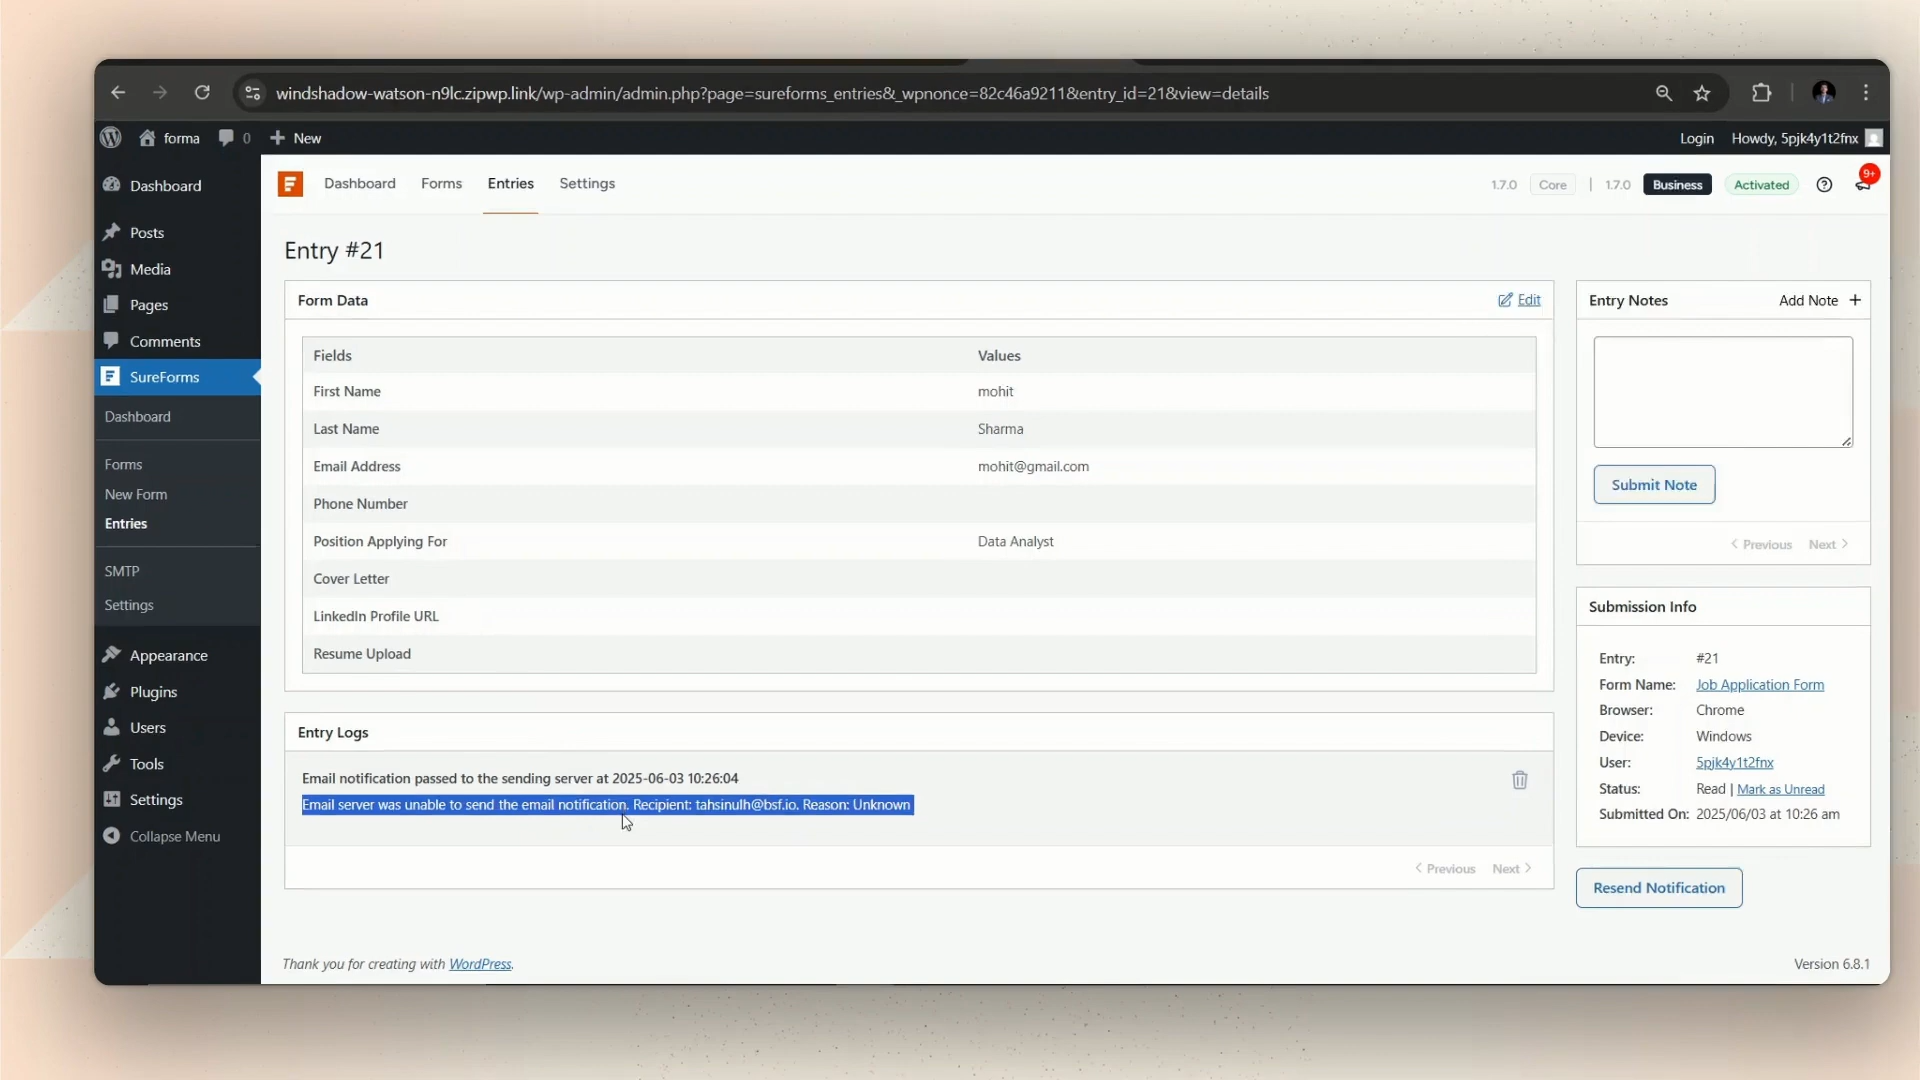 windshadow-watson-n9lc.zipwp.link/wp-admin/admin.php?page=sureforms_entries&_wpnonce=82c46a9211&entry_id=21&view=details
forma 0 New Login Howdy, 5pjk4y1t2fnx
Dashboard
Posts
Media
Pages
Comments
SureForms
Dashboard
Forms
New Form
Entries
SMTP
Settings
Appearance
Plugins
Users
Tools
Settings
Collapse Menu
Dashboard Forms Entries Settings 1.7.0 Core | 1.7.0 Business Activated 9+
Entry #21
Form Data Edit
Fields Values
First Name mohit
Last Name Sharma
Email Address mohit@gmail.com
Phone Number
Position Applying For Data Analyst
Cover Letter
LinkedIn Profile URL
Resume Upload
Entry Logs
Email notification passed to the sending server at 2025-06-03 10:26:04
Email server was unable to send the email notification. Recipient: tahsinulh@bsf.io. Reason: Unknown
Previous Next
Entry Notes Add Note
Submit Note
Previous Next
Submission Info
Entry: #21
Form Name: Job Application Form
Browser: Chrome
Device: Windows
User: 5pjk4y1t2fnx
Status: Read | Mark as Unread
Submitted On: 2025/06/03 at 10:26 am
Resend Notification
Thank you for creating with WordPress. Version 6.8.1